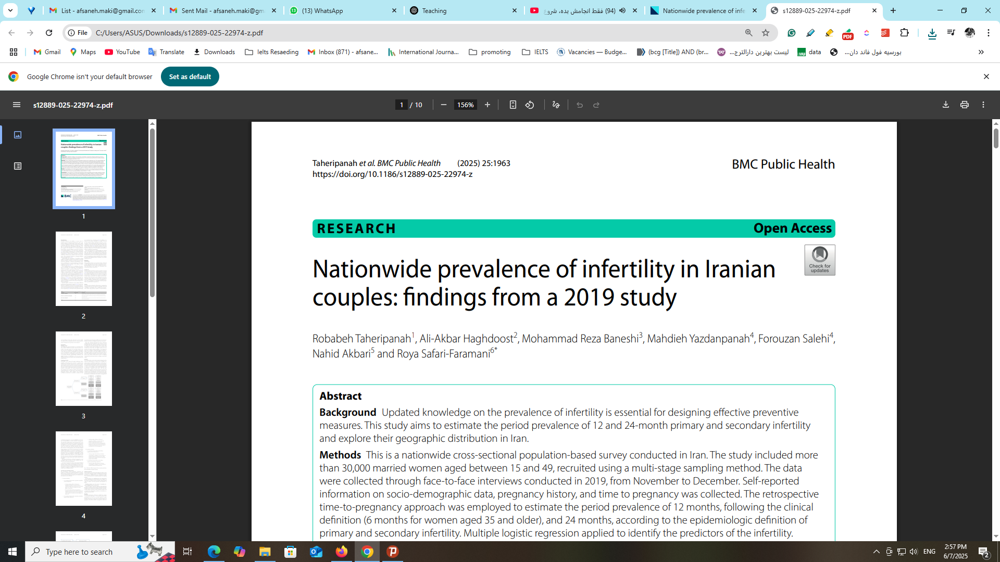 List - afsaneh.maki@gmail.con
Sent Mail - afsaneh.maki@gm
(13) WhatsApp
Teaching
(94) فقط انجامش بده، شروع
Nationwide prevalence of infe
s12889-025-22974-z.pdf
File
C:/Users/ASUS/Downloads/s12889-025-22974-z.pdf
Gmail
Maps
YouTube
Translate
Downloads
Ielts Resaeding
Inbox (871) - afsane...
International Journa...
promoting
IELTS
Vacancies — Budge...
(bcg [Title]) AND (br...
لیست بهترین دارالترج...
data
بورسیه فول فاند دان...
Google Chrome isn't your default browser
Set as default
s12889-025-22974-z.pdf
1 / 10
156%
1
2
3
4
Taheripanah et al. BMC Public Health (2025) 25:1963
https://doi.org/10.1186/s12889-025-22974-z
BMC Public Health
RESEARCH
Open Access
Check for
updates
Nationwide prevalence of infertility in Iranian
couples: findings from a 2019 study
Robabeh Taheripanah1, Ali-Akbar Haghdoost2, Mohammad Reza Baneshi3, Mahdieh Yazdanpanah4, Forouzan Salehi4,
Nahid Akbari5 and Roya Safari-Faramani6*
Abstract
Background Updated knowledge on the prevalence of infertility is essential for designing effective preventive
measures. This study aims to estimate the period prevalence of 12 and 24-month primary and secondary infertility
and explore their geographic distribution in Iran.
Methods This is a nationwide cross-sectional population-based survey conducted in Iran. The study included more
than 30,000 married women aged between 15 and 49, recruited using a multi-stage sampling method. The data
were collected through face-to-face interviews conducted in 2019, from November to December. Self-reported
information on socio-demographic data, pregnancy history, and time to pregnancy was collected. The retrospective
time-to-pregnancy approach was employed to estimate the period prevalence of 12 months, following the clinical
definition (6 months for women aged 35 and older), and 24 months, according to the epidemiologic definition of
primary and secondary infertility. Multiple logistic regression applied to identify the predictors of the infertility.
Type here to search
ENG
2:57 PM
6/7/2025
2